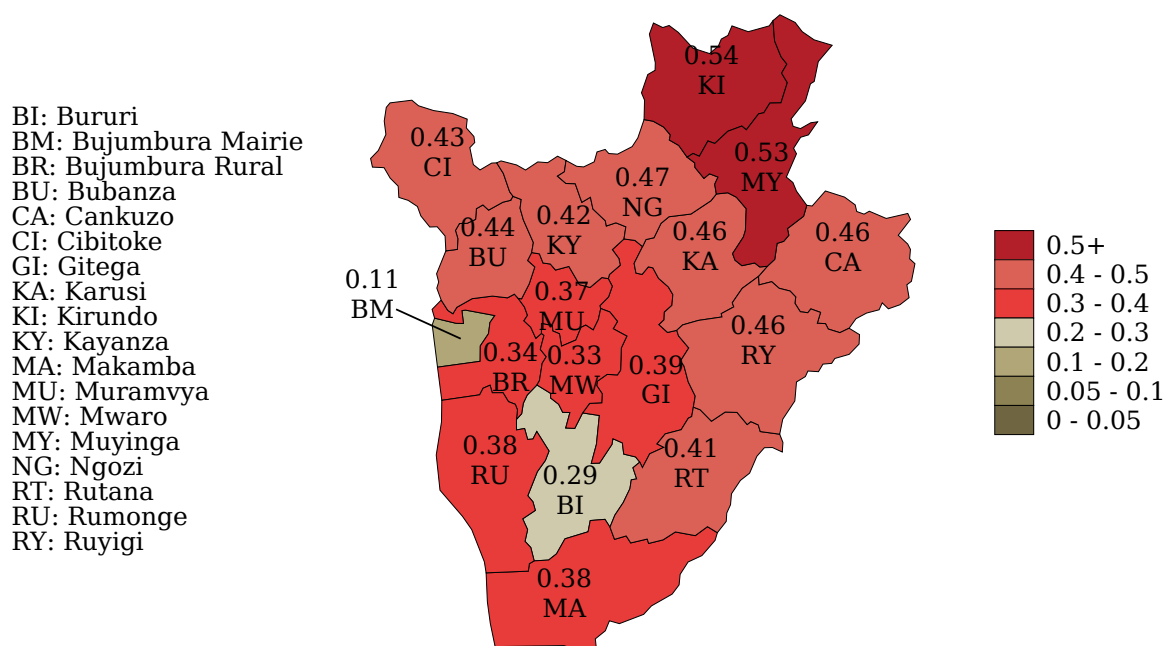 BI: Bururi
BM: Bujumbura Mairie
BR: Bujumbura Rural
BU: Bubanza
CA: Cankuzo
CI: Cibitoke
GI: Gitega
KA: Karusi
KI: Kirundo
KY: Kayanza
MA: Makamba
MU: Muramvya
MW: Mwaro
MY: Muyinga
NG: Ngozi
RT: Rutana
RU: Rumonge
RY: Ruyigi
0.54
KI
0.43
CI
0.53
MY
0.47
NG
0.42
KY
0.44
BU
0.46
KA
0.46
CA
0.11
BM
0.37
MU
0.46
RY
0.34
BR
0.33
MW
0.39
GI
0.38
RU
0.41
RT
0.29
BI
0.38
MA
0.5+
0.4 - 0.5
0.3 - 0.4
0.2 - 0.3
0.1 - 0.2
0.05 - 0.1
0 - 0.05